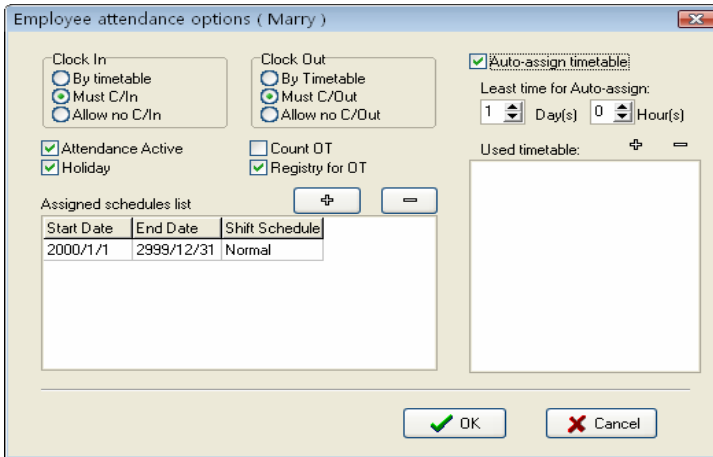 Employee attendance options ( Marry )
Clock In
By timetable
Must C/In
Allow no C/In
Clock Out
By Timetable
Must C/Out
Allow no C/Out
Auto-assign timetable
Least time for Auto-assign:
1 Day(s) 0 Hour(s)
Attendance Active
Holiday
Count OT
Registry for OT
Used timetable:
Assigned schedules list
Start Date End Date Shift Schedule
2000/1/1 2999/12/31 Normal
OK
Cancel